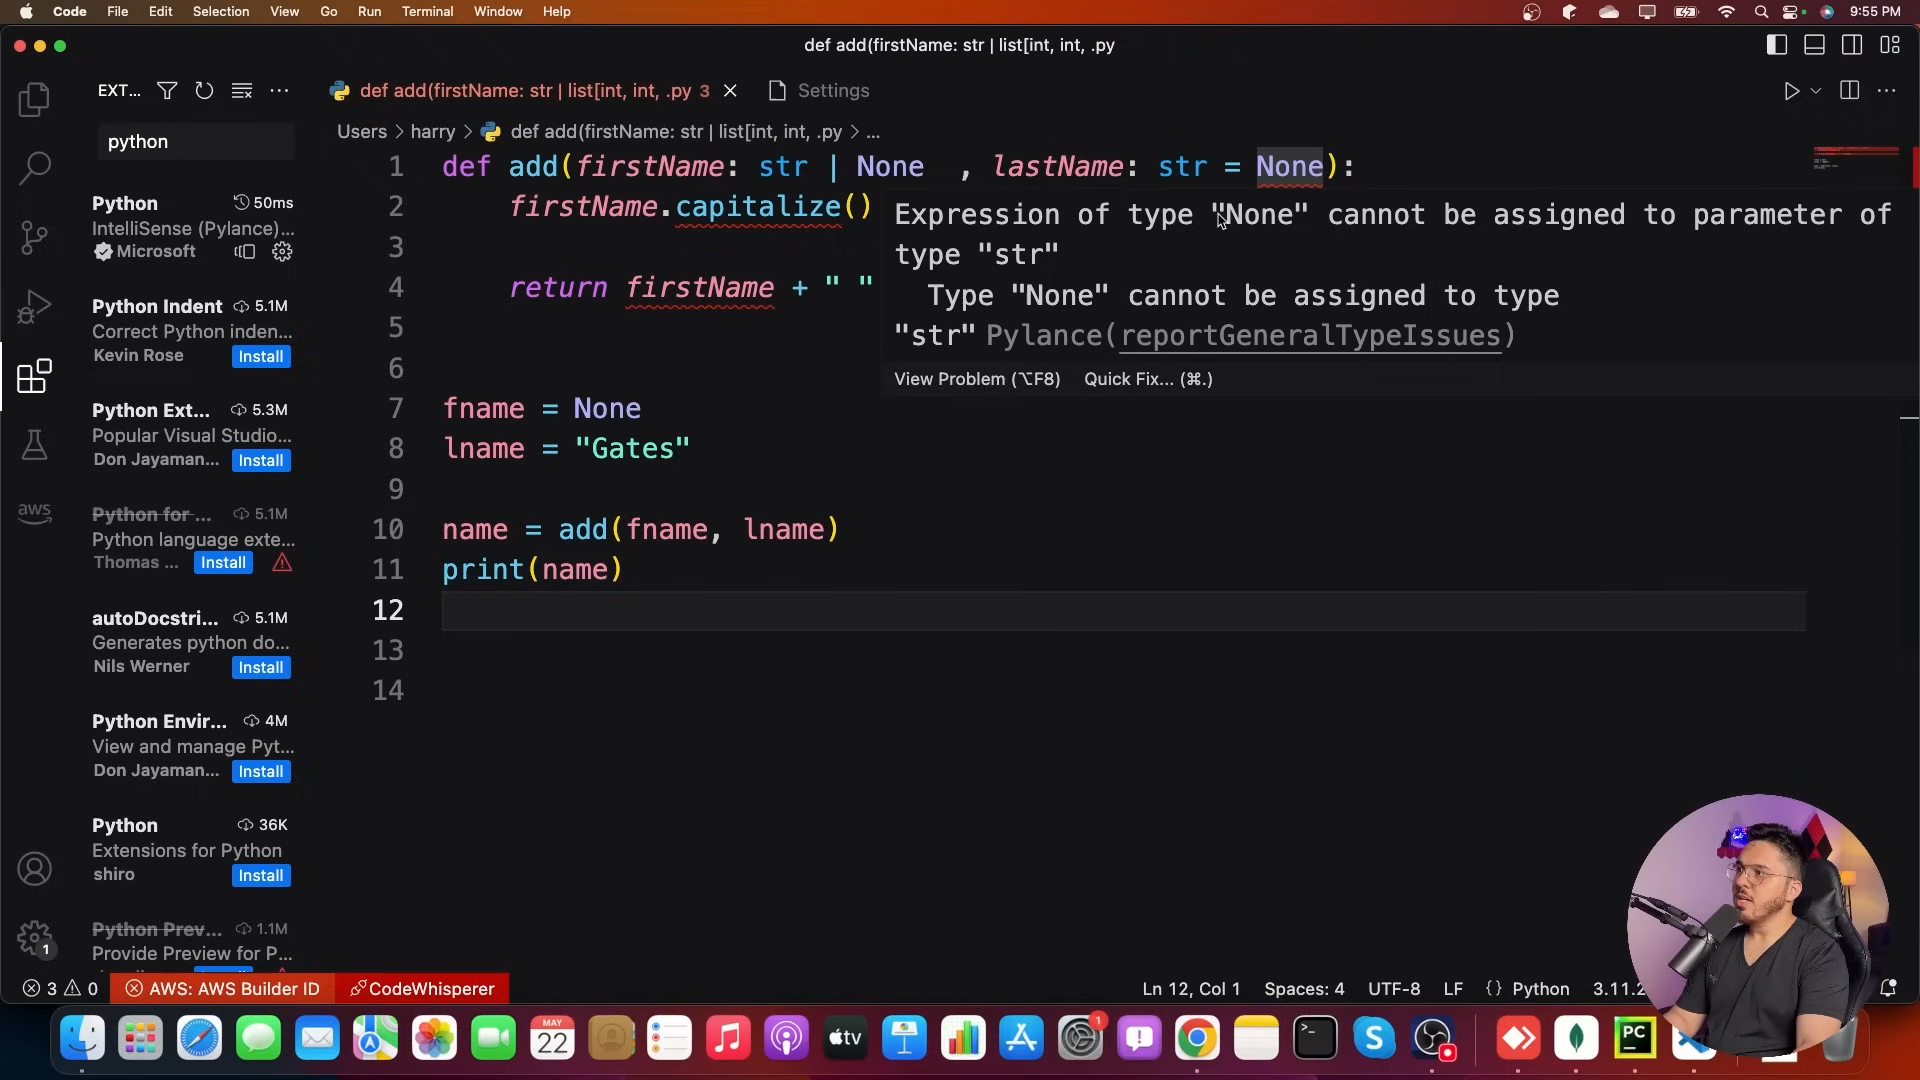 Code File Edit Selection View Go Run Terminal Window Help 9:55 PM
def add(firstName: str | list[int, int, .py
EXT...
def add(firstName: str | list[int, int, .py 3
Settings
python
Users > harry > def add(firstName: str | list[int, int, .py > ...
Python 50ms
IntelliSense (Pylance)...
Microsoft
Python Indent 5.1M
Correct Python inden...
Kevin Rose Install
Python Ext... 5.3M
Popular Visual Studio...
Don Jayaman... Install
Python for ... 5.1M
Python language exte...
Thomas ... Install
autoDocstri... 5.1M
Generates python do...
Nils Werner Install
Python Envir... 4M
View and manage Pyt...
Don Jayaman... Install
Python 36K
Extensions for Python
shiro Install
Python Prev... 1.1M
Provide Preview for P...
aws
1
1 def add(firstName: str | None , lastName: str = None):
2 firstName.capitalize()
3
4 return firstName + " "
5
6
7 fname = None
8 lname = "Gates"
9
10 name = add(fname, lname)
11 print(name)
12
13
14
Expression of type "None" cannot be assigned to parameter of
type "str"
Type "None" cannot be assigned to type
"str" Pylance(reportGeneralTypeIssues)
View Problem (⌥F8) Quick Fix... (⌘.)
3 0 AWS: AWS Builder ID CodeWhisperer Ln 12, Col 1 Spaces: 4 UTF-8 LF {} Python 3.11.2
MAY
22
tv
1
PC